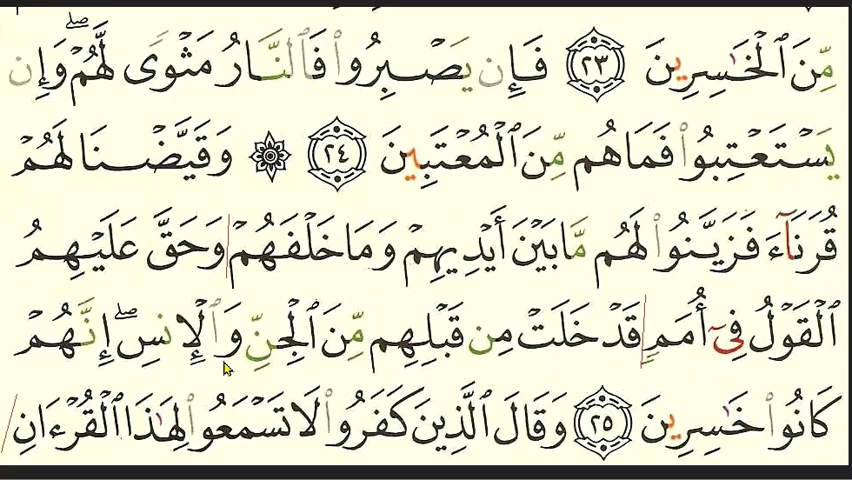 مِّنَ ٱلْخَـٰسِرِينَ ٢٣ فَإِن يَصْبِرُوا۟ فَٱلنَّارُ مَثْوًى لَّهُمْ ۖ وَإِن
يَسْتَعْتِبُوا۟ فَمَا هُم مِّنَ ٱلْمُعْتَبِينَ ٢٤ ۞ وَقَيَّضْنَا لَهُمْ
قُرَنَآءَ فَزَيَّنُوا۟ لَهُم مَّا بَيْنَ أَيْدِيهِمْ وَمَا خَلْفَهُمْ وَحَقَّ عَلَيْهِمُ
ٱلْقَوْلُ فِىٓ أُمَمٍ قَدْ خَلَتْ مِن قَبْلِهِم مِّنَ ٱلْجِنِّ وَٱلْإِنسِ ۖ إِنَّهُمْ
كَانُوا۟ خَـٰسِرِينَ ٢٥ وَقَالَ ٱلَّذِينَ كَفَرُوا۟ لَا تَسْمَعُوا۟ لِهَـٰذَا ٱلْقُرْءَانِ